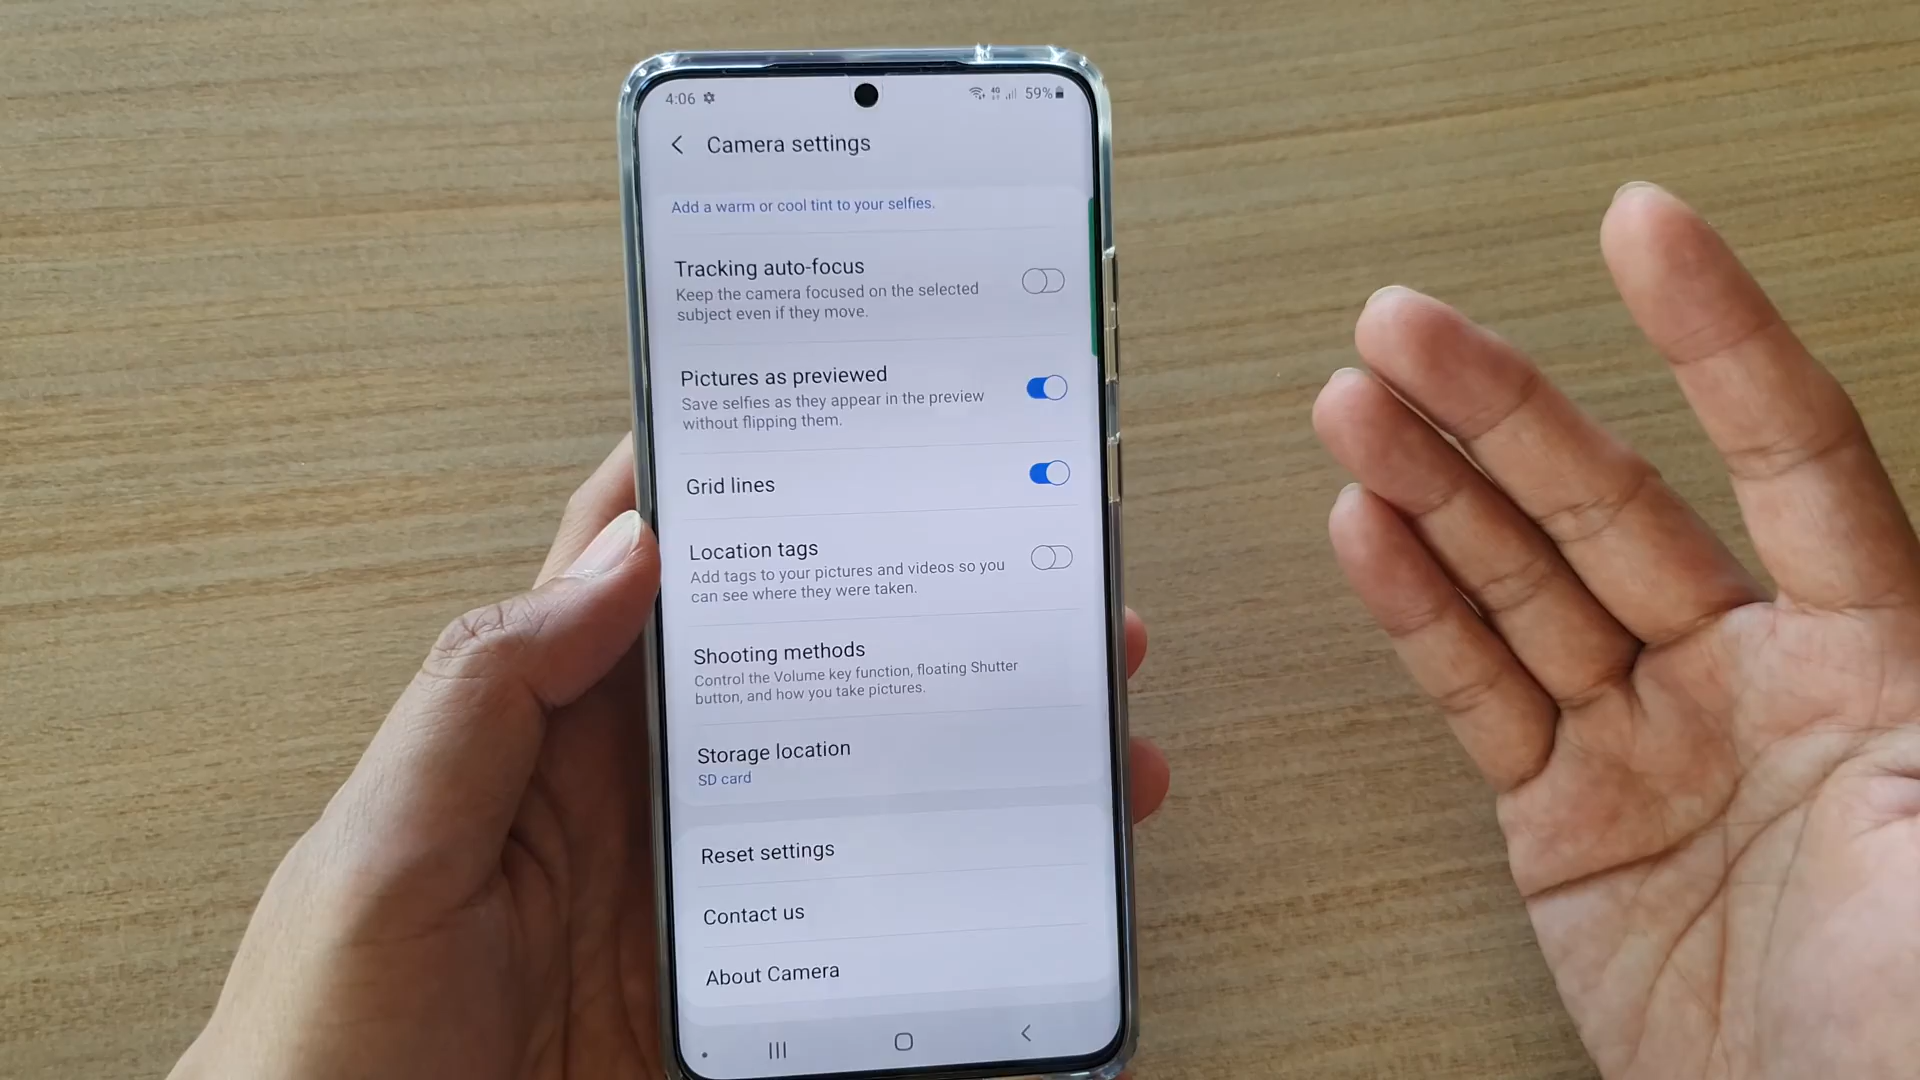 4:06 4G 59%
Camera settings
Add a warm or cool tint to your selfies.
Tracking auto-focus
Keep the camera focused on the selected
subject even if they move.
Pictures as previewed
Save selfies as they appear in the preview
without flipping them.
Grid lines
Location tags
Add tags to your pictures and videos so you
can see where they were taken.
Shooting methods
Control the Volume key function, floating Shutter
button, and how you take pictures.
Storage location
SD card
Reset settings
Contact us
About Camera